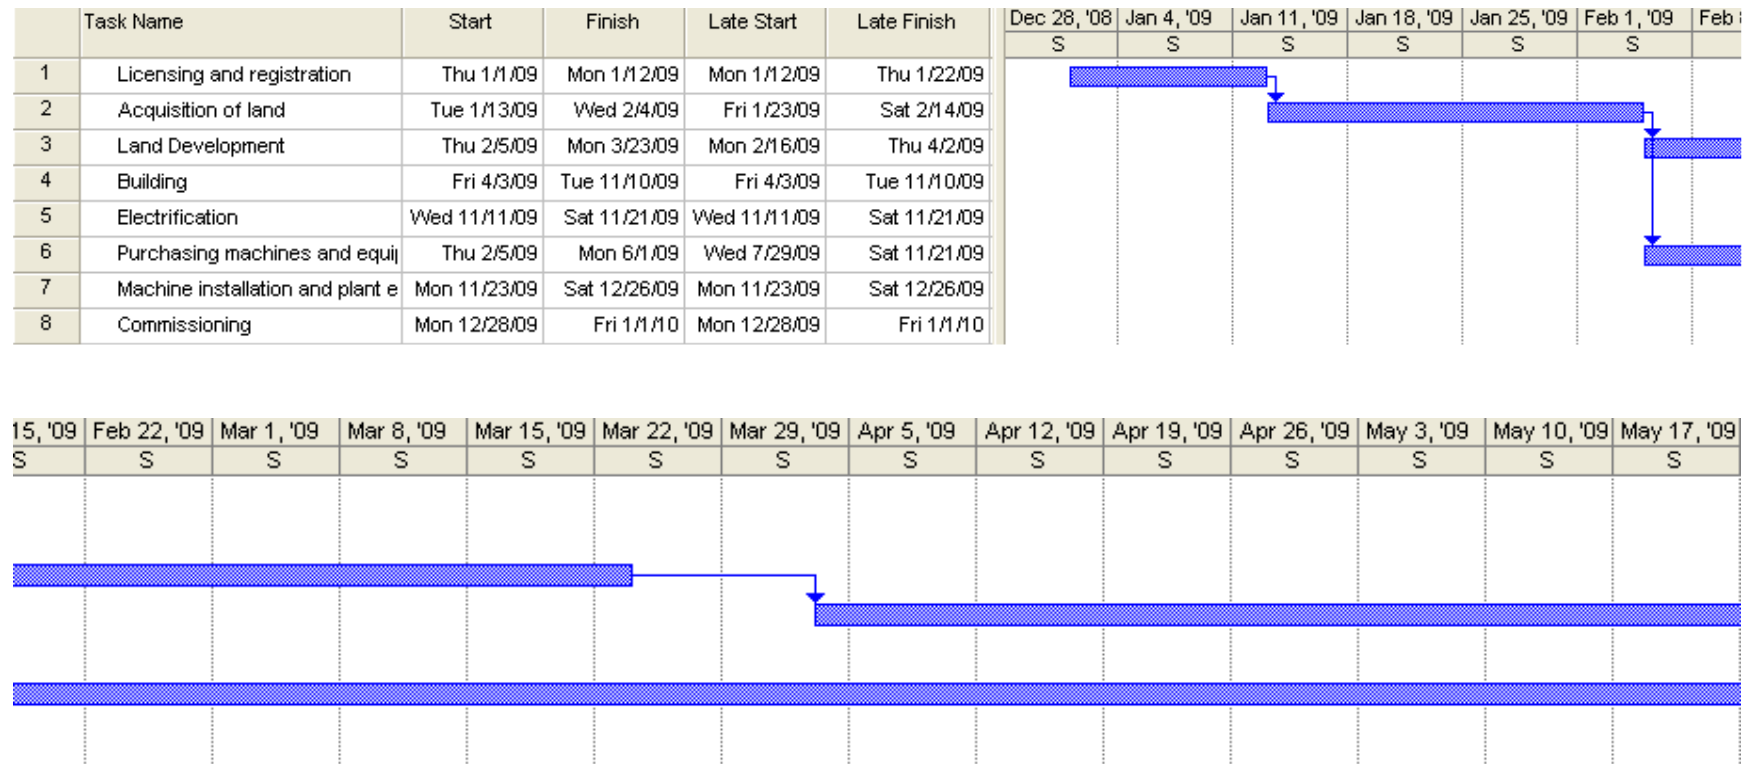 Task Name Start Finish Late Start Late Finish Dec 28, '08 Jan 4, '09 Jan 11, '09 Jan 18, '09 Jan 25, '09 Feb 1, '09 Feb
S S S S S S
1 Licensing and registration Thu 1/1/09 Mon 1/12/09 Mon 1/12/09 Thu 1/22/09
2 Acquisition of land Tue 1/13/09 Wed 2/4/09 Fri 1/23/09 Sat 2/14/09
3 Land Development Thu 2/5/09 Mon 3/23/09 Mon 2/16/09 Thu 4/2/09
4 Building Fri 4/3/09 Tue 11/10/09 Fri 4/3/09 Tue 11/10/09
5 Electrification Wed 11/11/09 Sat 11/21/09 Wed 11/11/09 Sat 11/21/09
6 Purchasing machines and equip Thu 2/5/09 Mon 6/1/09 Wed 7/29/09 Sat 11/21/09
7 Machine installation and plant e Mon 11/23/09 Sat 12/26/09 Mon 11/23/09 Sat 12/26/09
8 Commissioning Mon 12/28/09 Fri 1/1/10 Mon 12/28/09 Fri 1/1/10
15, '09 Feb 22, '09 Mar 1, '09 Mar 8, '09 Mar 15, '09 Mar 22, '09 Mar 29, '09 Apr 5, '09 Apr 12, '09 Apr 19, '09 Apr 26, '09 May 3, '09 May 10, '09 May 17, '09
S S S S S S S S S S S S S S